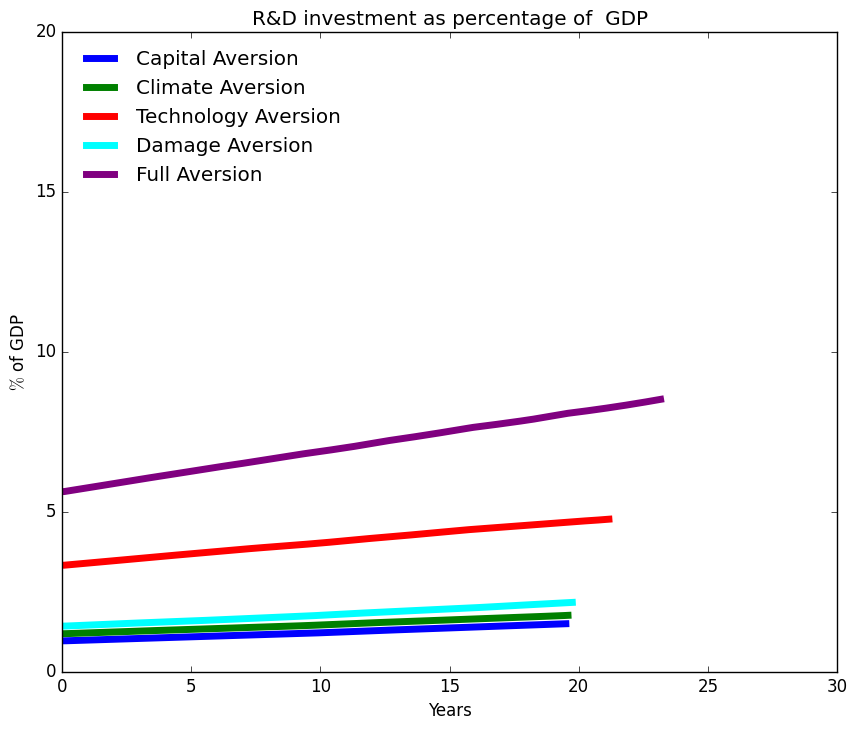 R&D investment as percentage of  GDP
20
15
10
5
0
% of GDP
Capital Aversion
Climate Aversion
Technology Aversion
Damage Aversion
Full Aversion
0 5 10 15 20 25 30
Years